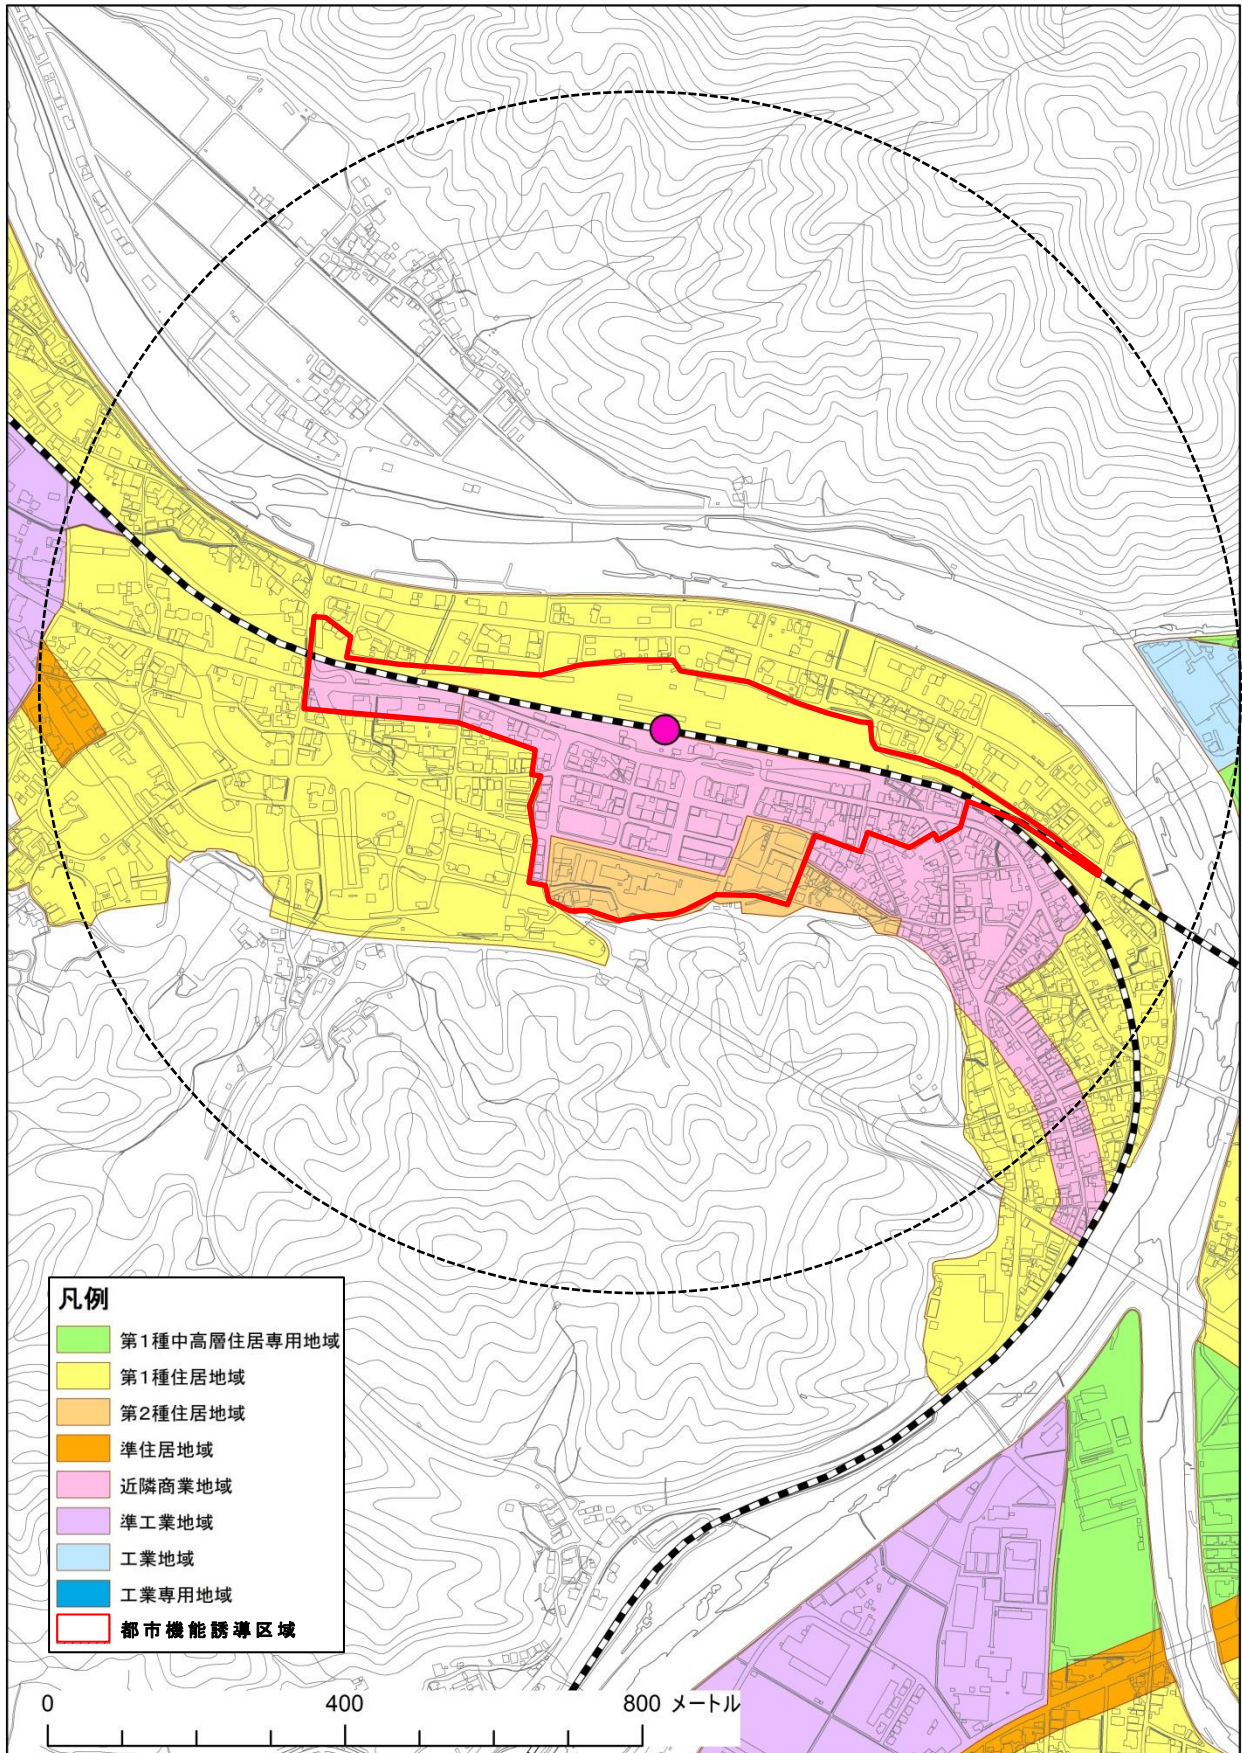 凡例
第1種中高層住居専用地域
第1種住居地域
第2種住居地域
準住居地域
近隣商業地域
準工業地域
工業地域
工業専用地域
都市機能誘導区域
0 400 800 メートル